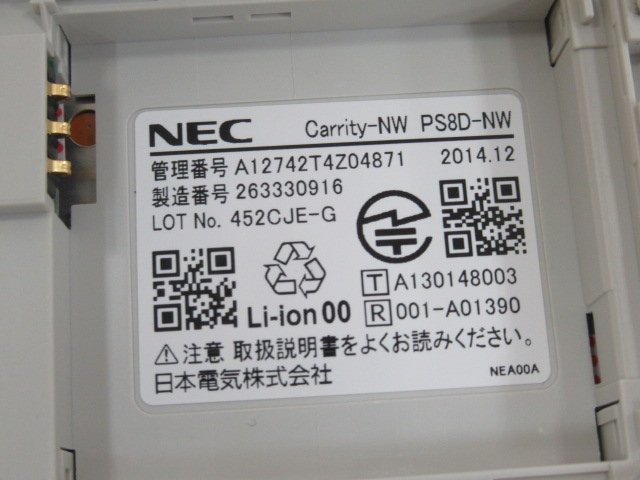 NEC Carrity-NW PS8D-NW
管理番号 A12742T4Z04871 2014.12
製造番号 263330916
LOT No. 452CJE-G
T A130148003
Li-ion 00 R 001-A01390
⚠注意 取扱説明書をよくお読みください。
日本電気株式会社 NEA00A